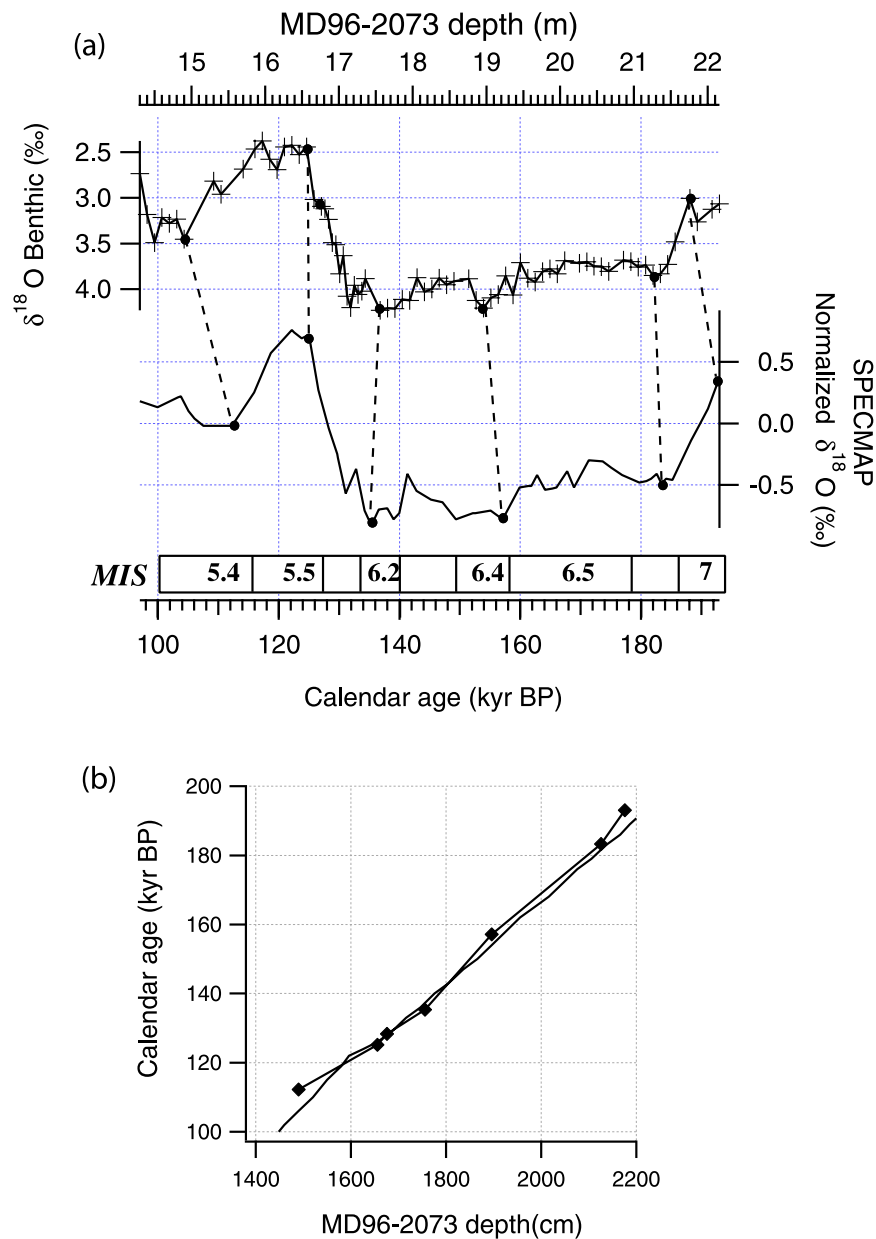 (a)
MD96-2073 depth (m)
15 16 17 18 19 20 21 22
δ18 O Benthic (‰)
2.5
3.0
3.5
4.0
0.5
0.0
-0.5
SPECMAP
Normalized δ18 O (‰)
MIS 5.4 5.5 6.2 6.4 6.5 7
100 120 140 160 180
Calendar age (kyr BP)
(b)
Calendar age (kyr BP)
200
180
160
140
120
100
1400 1600 1800 2000 2200
MD96-2073 depth(cm)